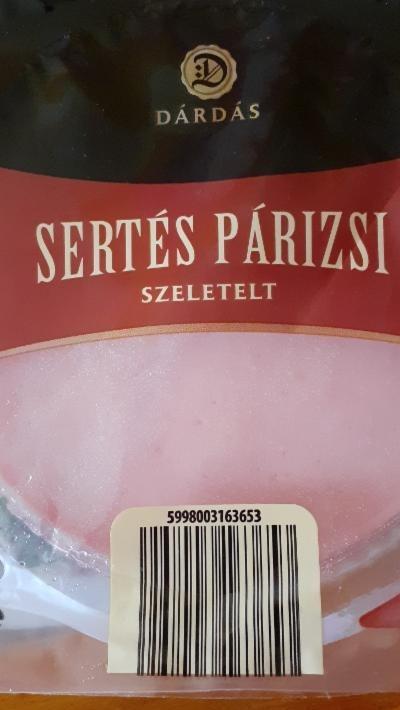 DÁRDÁS
SERTÉS PÁRIZSI
SZELETELT
5998003163653